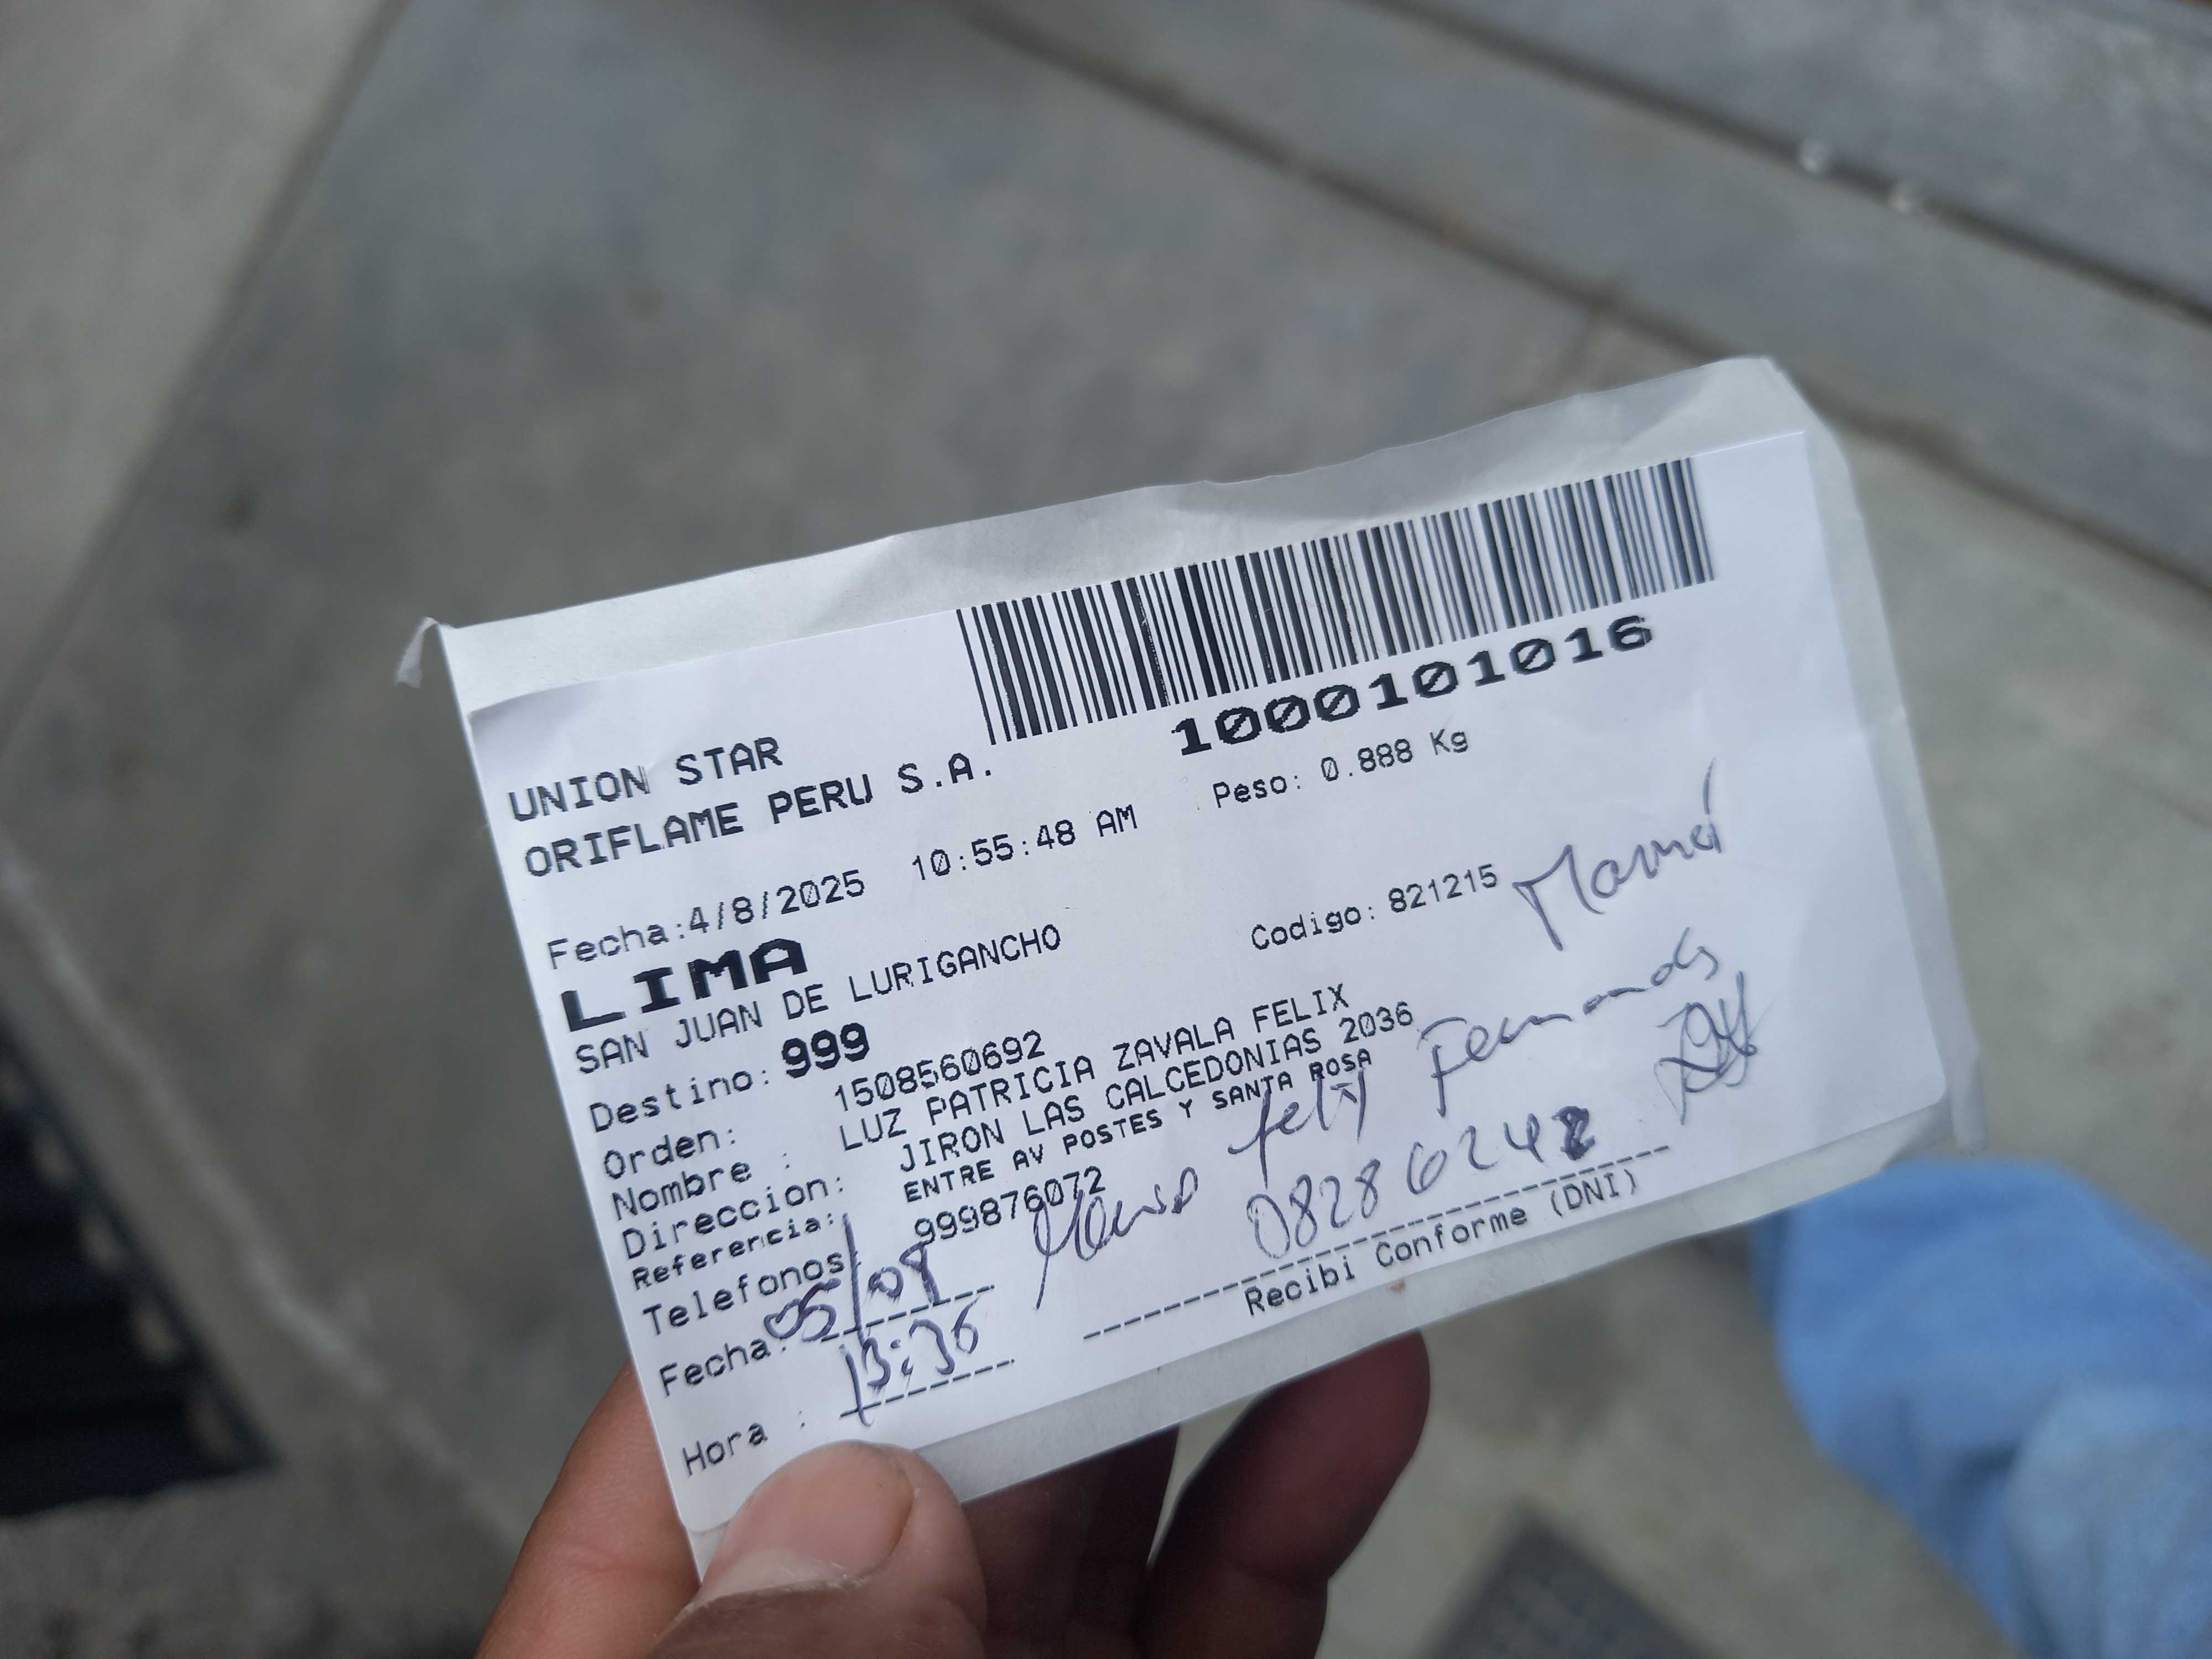 1000101016
UNION STAR
ORIFLAME PERU S.A.
Peso: 0.888 Kg
Fecha:4/8/2025 10:55:48 AM
LIMA
SAN JUAN DE LURIGANCHO
Codigo: 821215 Mamá
Destino: 999
Orden: 1508560692
Nombre : LUZ PATRICIA ZAVALA FELIX
Direccion: JIRON LAS CALCEDONIAS 2036
Referencia: ENTRE AV POSTES Y SANTA ROSA
Telefonos: 999876072
felix
Fecha: 05/08
Hora : 13:36
Recibi Conforme (DNI)